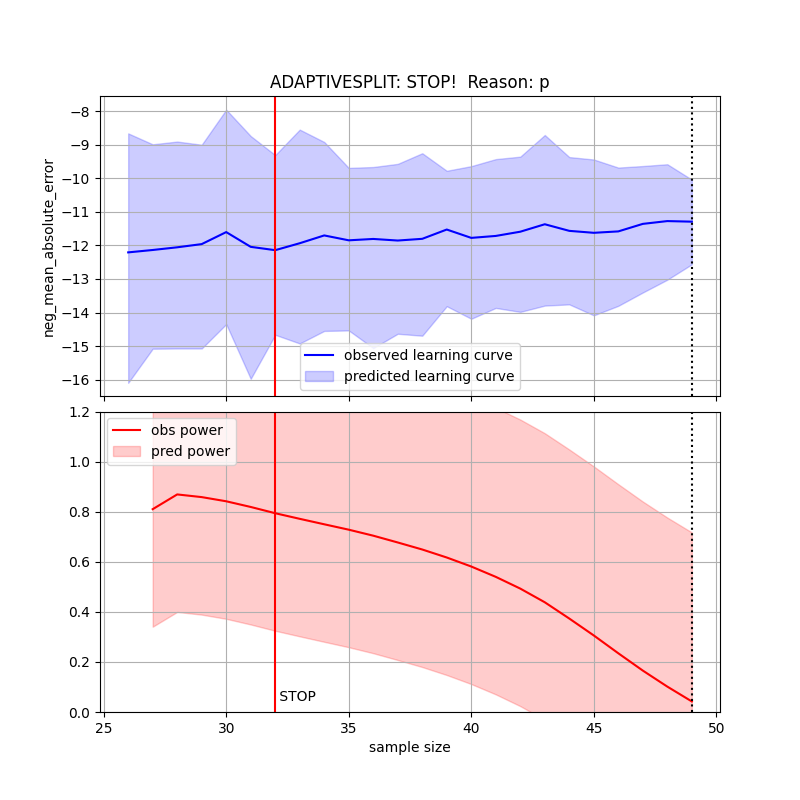 ADAPTIVESPLIT: STOP!  Reason: p
−8
−9
−10
−11
−12
−13
−14
−15
−16
neg_mean_absolute_error
observed learning curve
predicted learning curve
1.2
1.0
0.8
0.6
0.4
0.2
0.0
obs power
pred power
STOP
25 30 35 40 45 50
sample size